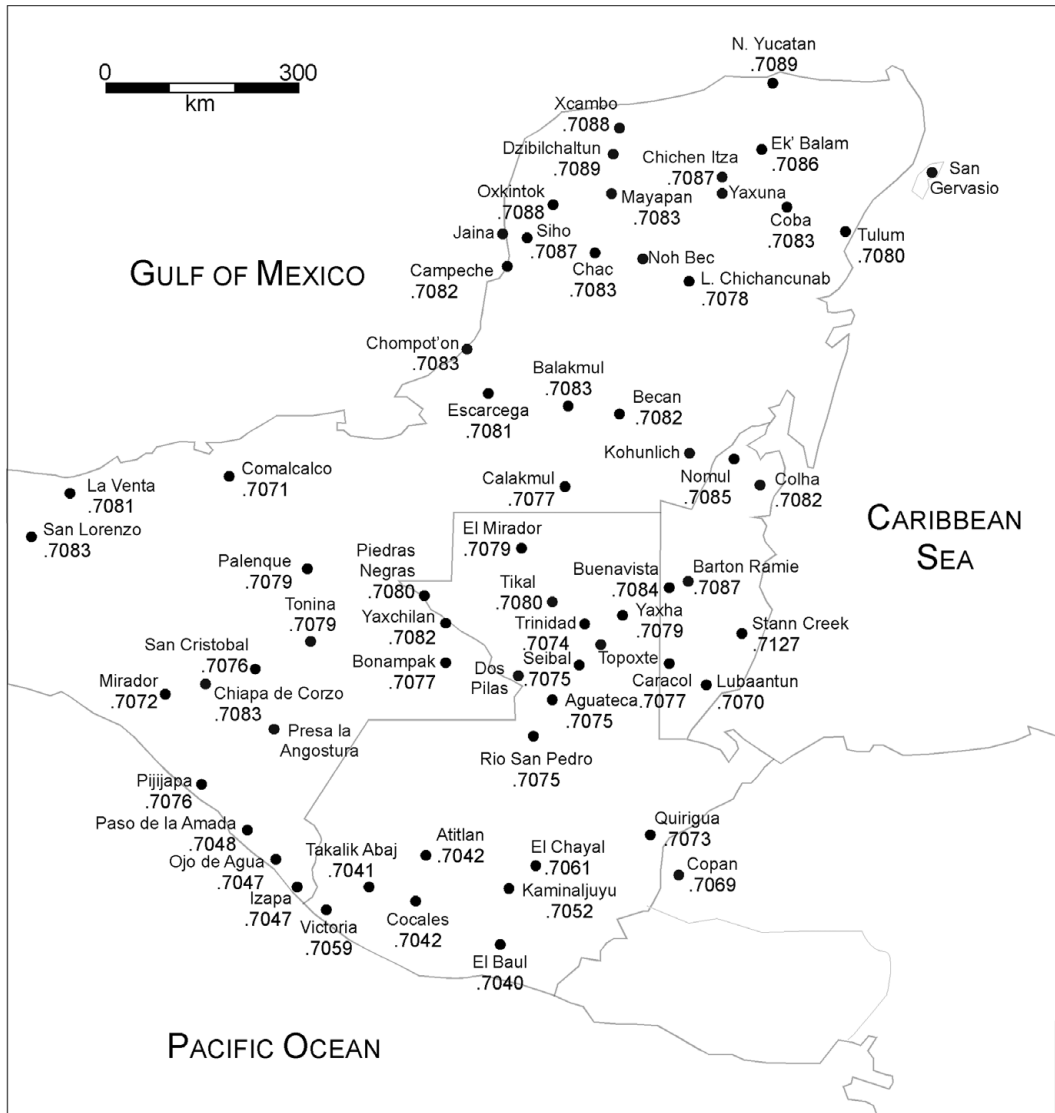 0 300
km
N. Yucatan
.7089
Xcambo
.7088
Dzibilchaltun
.7089
Ek' Balam
.7086
Chichen Itza
.7087
San
Gervasio
Oxkintok
.7088
Mayapan
.7083
Yaxuna
Coba
.7083
Jaina
Siho
.7087
Tulum
.7080
GULF OF MEXICO
Campeche
.7082
Chac
.7083
Noh Bec
L. Chichancunab
.7078
Chompot'on
.7083
Balakmul
.7083
Escarcega
.7081
Becan
.7082
Kohunlich
Comalcalco
.7071
La Venta
.7081
Calakmul
.7077
Nomul
.7085
Colha
.7082
San Lorenzo
.7083
CARIBBEAN
SEA
El Mirador
.7079
Palenque
.7079
Piedras
Negras
.7080
Buenavista
.7084
Barton Ramie
.7087
Tikal
.7080
Tonina
.7079
Yaxchilan
.7082
Trinidad
.7074
Yaxha
.7079
Stann Creek
.7127
San Cristobal
.7076
Bonampak
.7077
Dos
Pilas
Seibal
.7075
Topoxte
Caracol
.7077
Mirador
.7072
Chiapa de Corzo
.7083
Lubaantun
.7070
Aguateca
.7075
Presa la
Angostura
Rio San Pedro
.7075
Pijijapa
.7076
Paso de la Amada
.7048
Quirigua
.7073
Ojo de Agua
.7047
Takalik Abaj
.7041
Atitlan
.7042
El Chayal
.7061
Copan
.7069
Izapa
.7047
Kaminaljuyu
.7052
Victoria
.7059
Cocales
.7042
El Baul
.7040
PACIFIC OCEAN